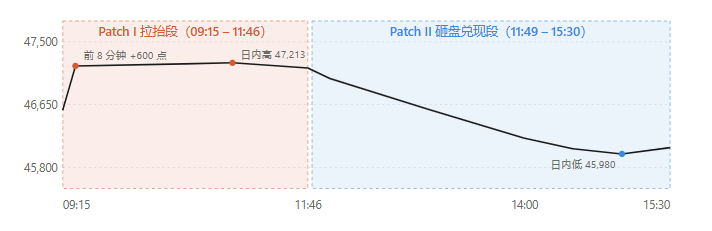 Patch I 拉抬段（09:15 – 11:46）
Patch II 砸盘兑现段（11:49 – 15:30）
47,500
前 8 分钟 +600 点
日内高 47,213
46,650
45,800
日内低 45,980
09:15
11:46
14:00
15:30